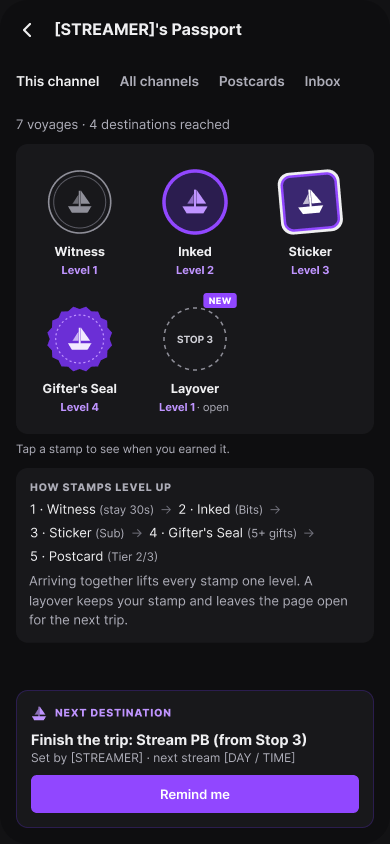 [STREAMER]'s Passport
This channel All channels Postcards Inbox
7 voyages · 4 destinations reached
Witness
Level 1
Inked
Level 2
Sticker
Level 3
NEW
STOP 3
Gifter's Seal
Level 4
Layover
Level 1 · open
Tap a stamp to see when you earned it.
HOW STAMPS LEVEL UP
1 · Witness (stay 30s) → 2 · Inked (Bits) →
3 · Sticker (Sub) → 4 · Gifter's Seal (5+ gifts) →
5 · Postcard (Tier 2/3)
Arriving together lifts every stamp one level. A
layover keeps your stamp and leaves the page open
for the next trip.
NEXT DESTINATION
Finish the trip: Stream PB (from Stop 3)
Set by [STREAMER] · next stream [DAY / TIME]
Remind me